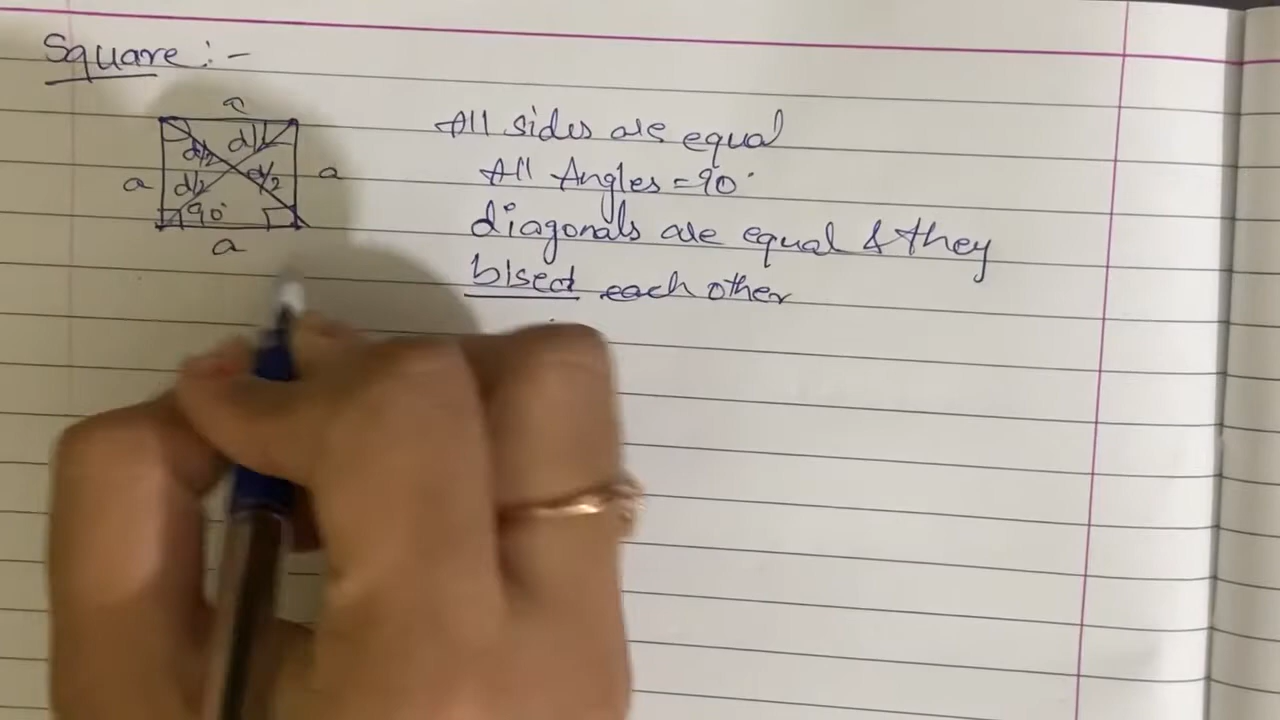 Square :-
a
d/2 d
a d/2 d/2 a
90°
a
All sides are equal
All Angles = 90°
diagonals are equal & they
bisect each other